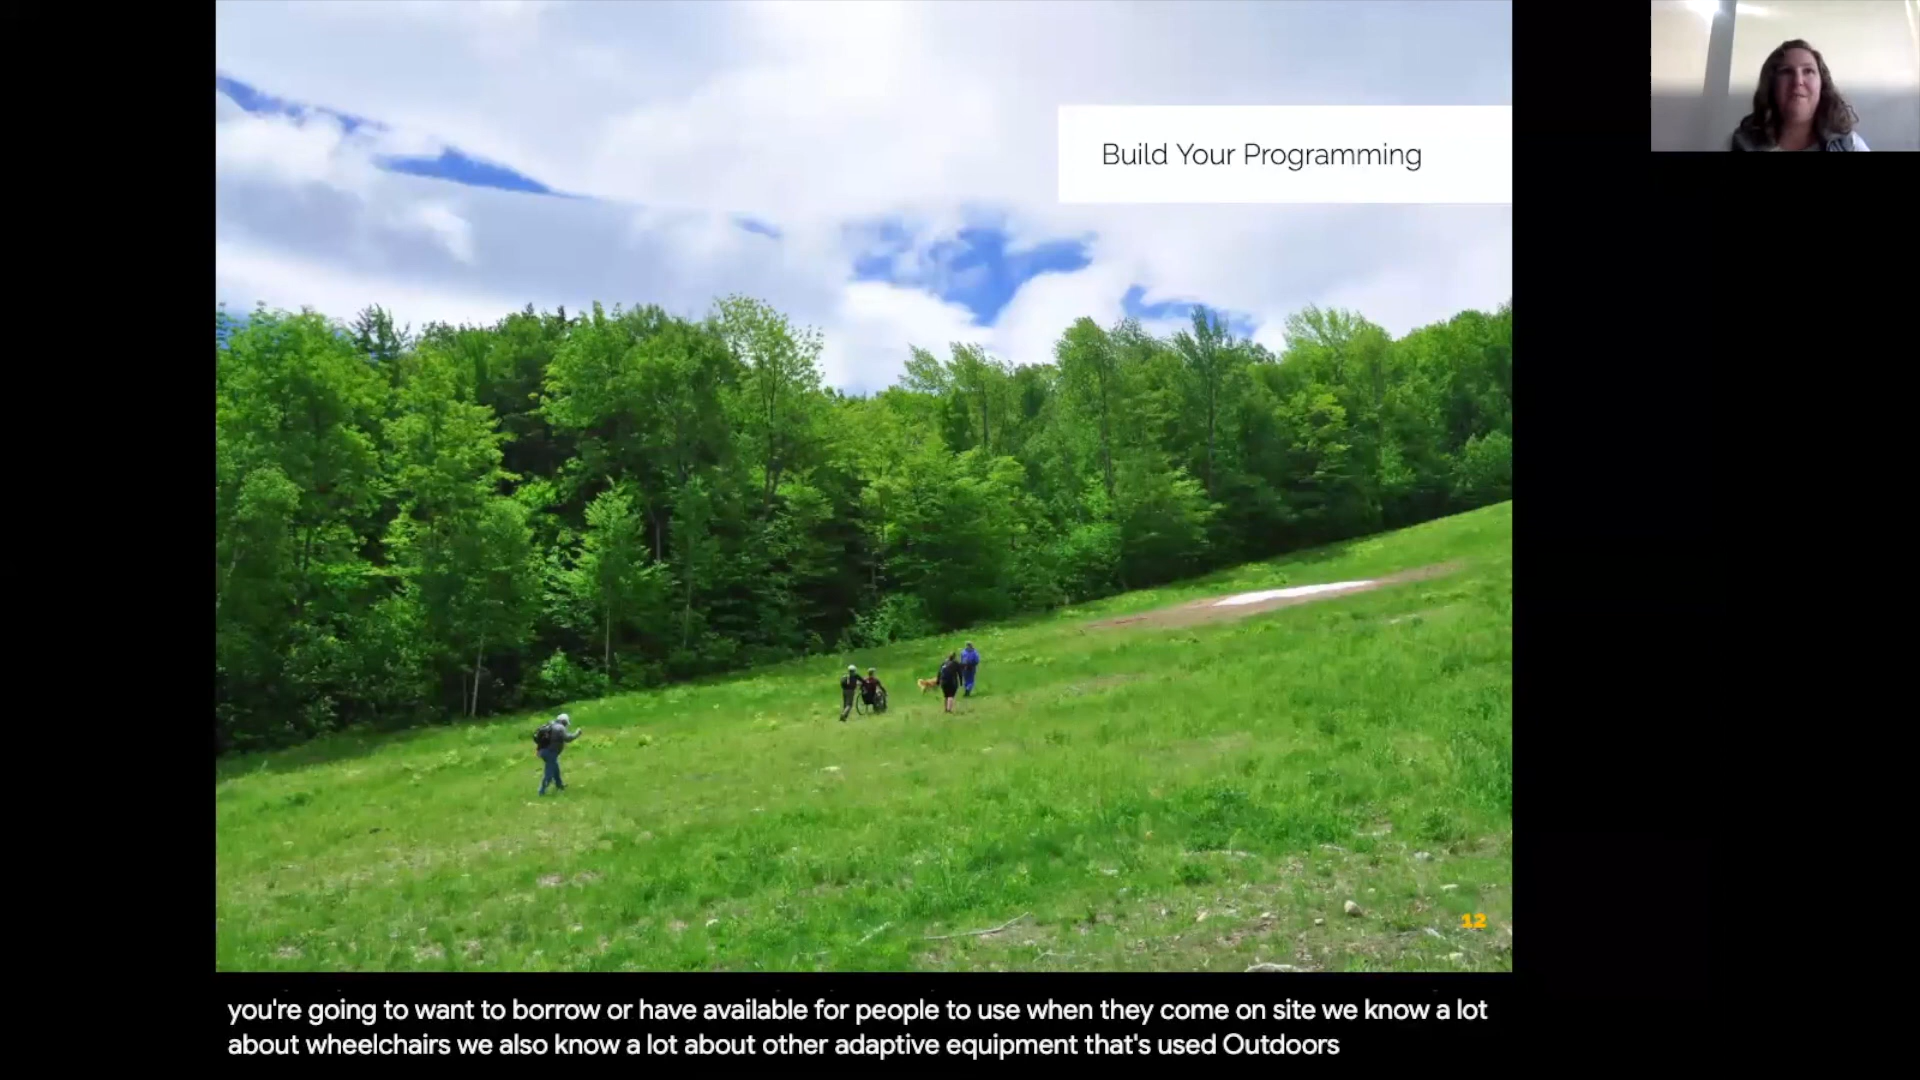 Build Your Programming
12
you're going to want to borrow or have available for people to use when they come on site we know a lot
about wheelchairs we also know a lot about other adaptive equipment that's used Outdoors